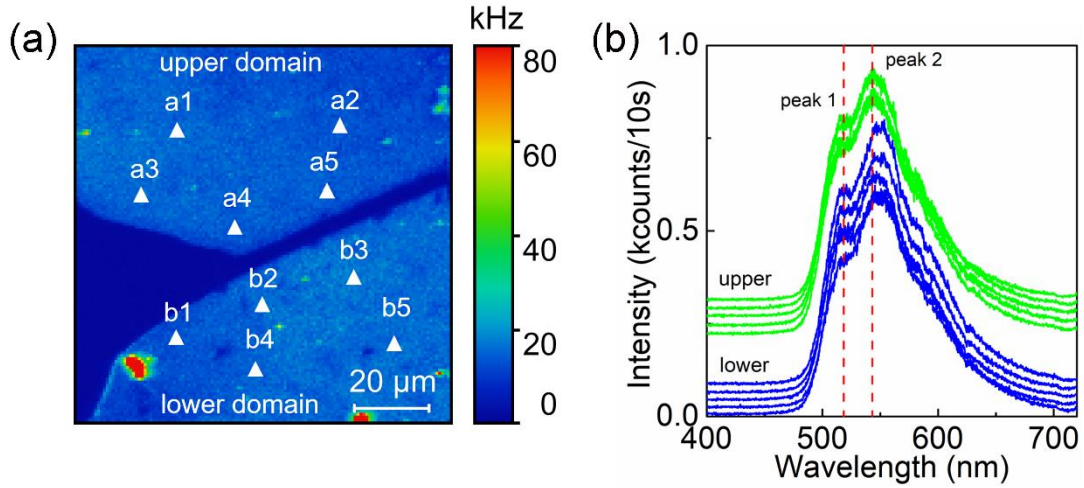 (a)
kHz
upper domain
a1
a2
a3
a5
a4
b3
b2
b1
b5
b4
20 μm
lower domain
80
60
40
20
0
(b)
Intensity (kcounts/10s)
1.0
0.5
0.0
peak 1
peak 2
upper
lower
400
500
600
700
Wavelength (nm)